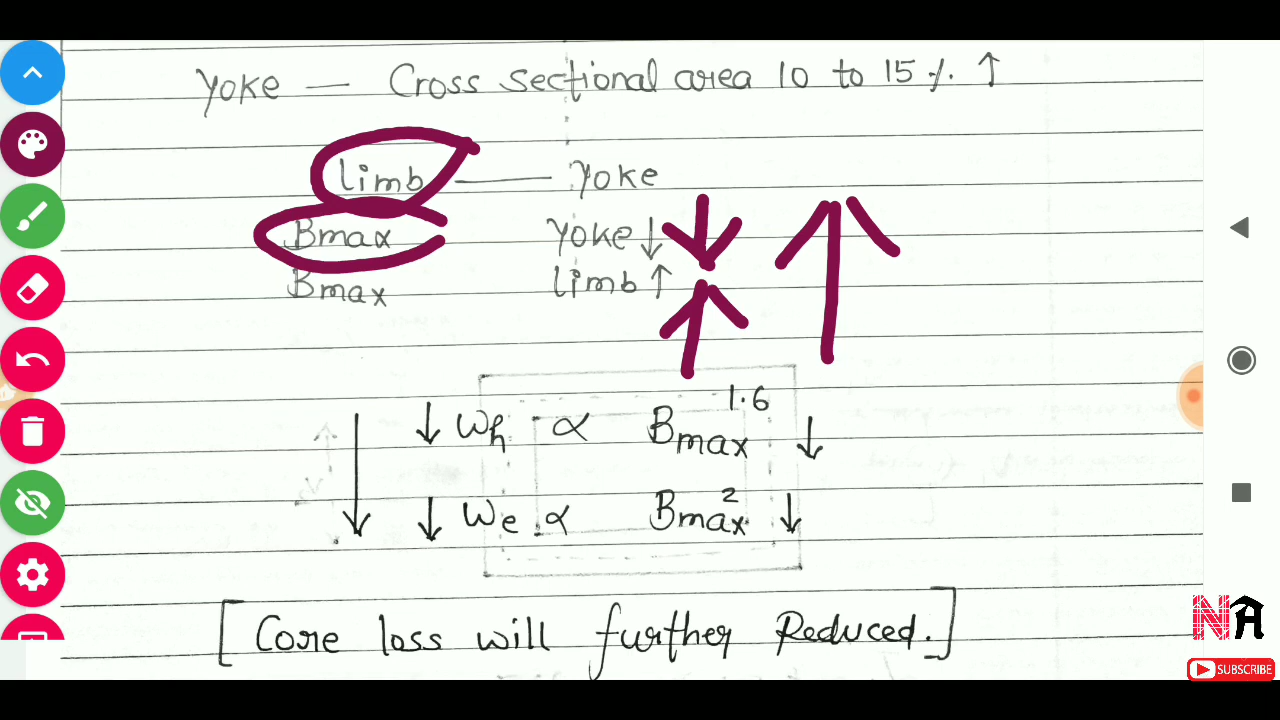 Yoke — Cross sectional area 10 to 15 %. ↑
Limb — Yoke
Bmax Yoke ↓
Bmax limb ↑
↓ Wh ∝ Bmax^1.6 ↓
↓ We ∝ Bmax^2 ↓
[Core loss will further Reduced.]
NA
SUBSCRIBE